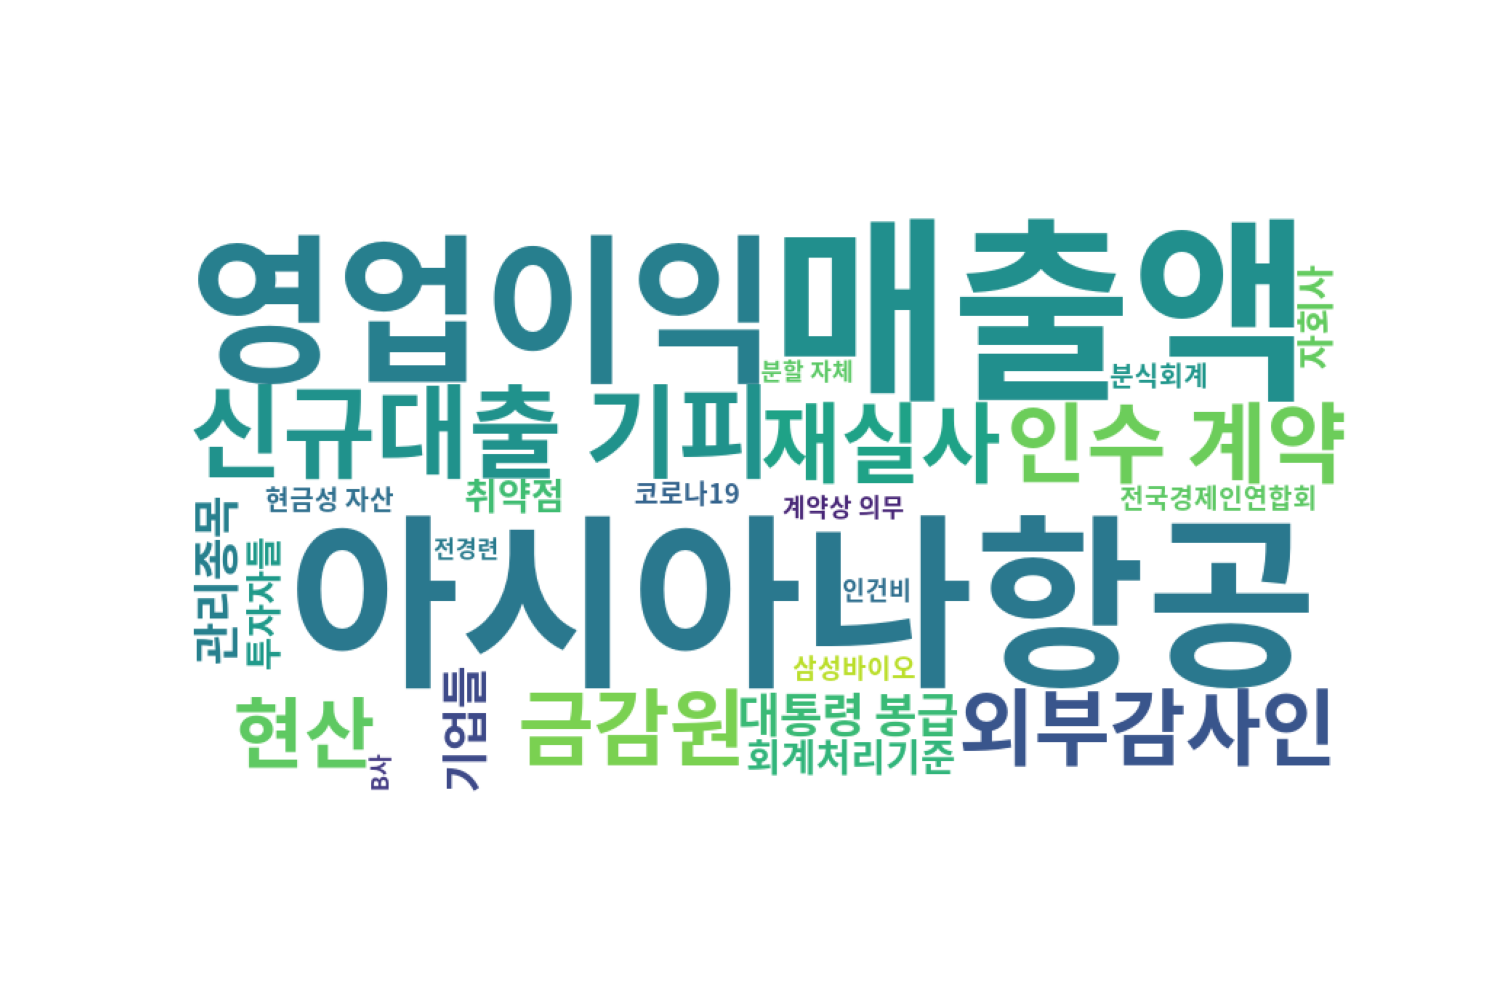 영업이익
매출액
자회사
분할 자체
분식회계
신규대출 기피
재실사
인수 계약
현금성 자산
취약점
코로나19
계약상 의무
전국경제인연합회
관리종목
투자자들
아시아나항공
전경련
인건비
삼성바이오
현산
B사
기업들
금감원
대통령 봉급
회계처리기준
외부감사인